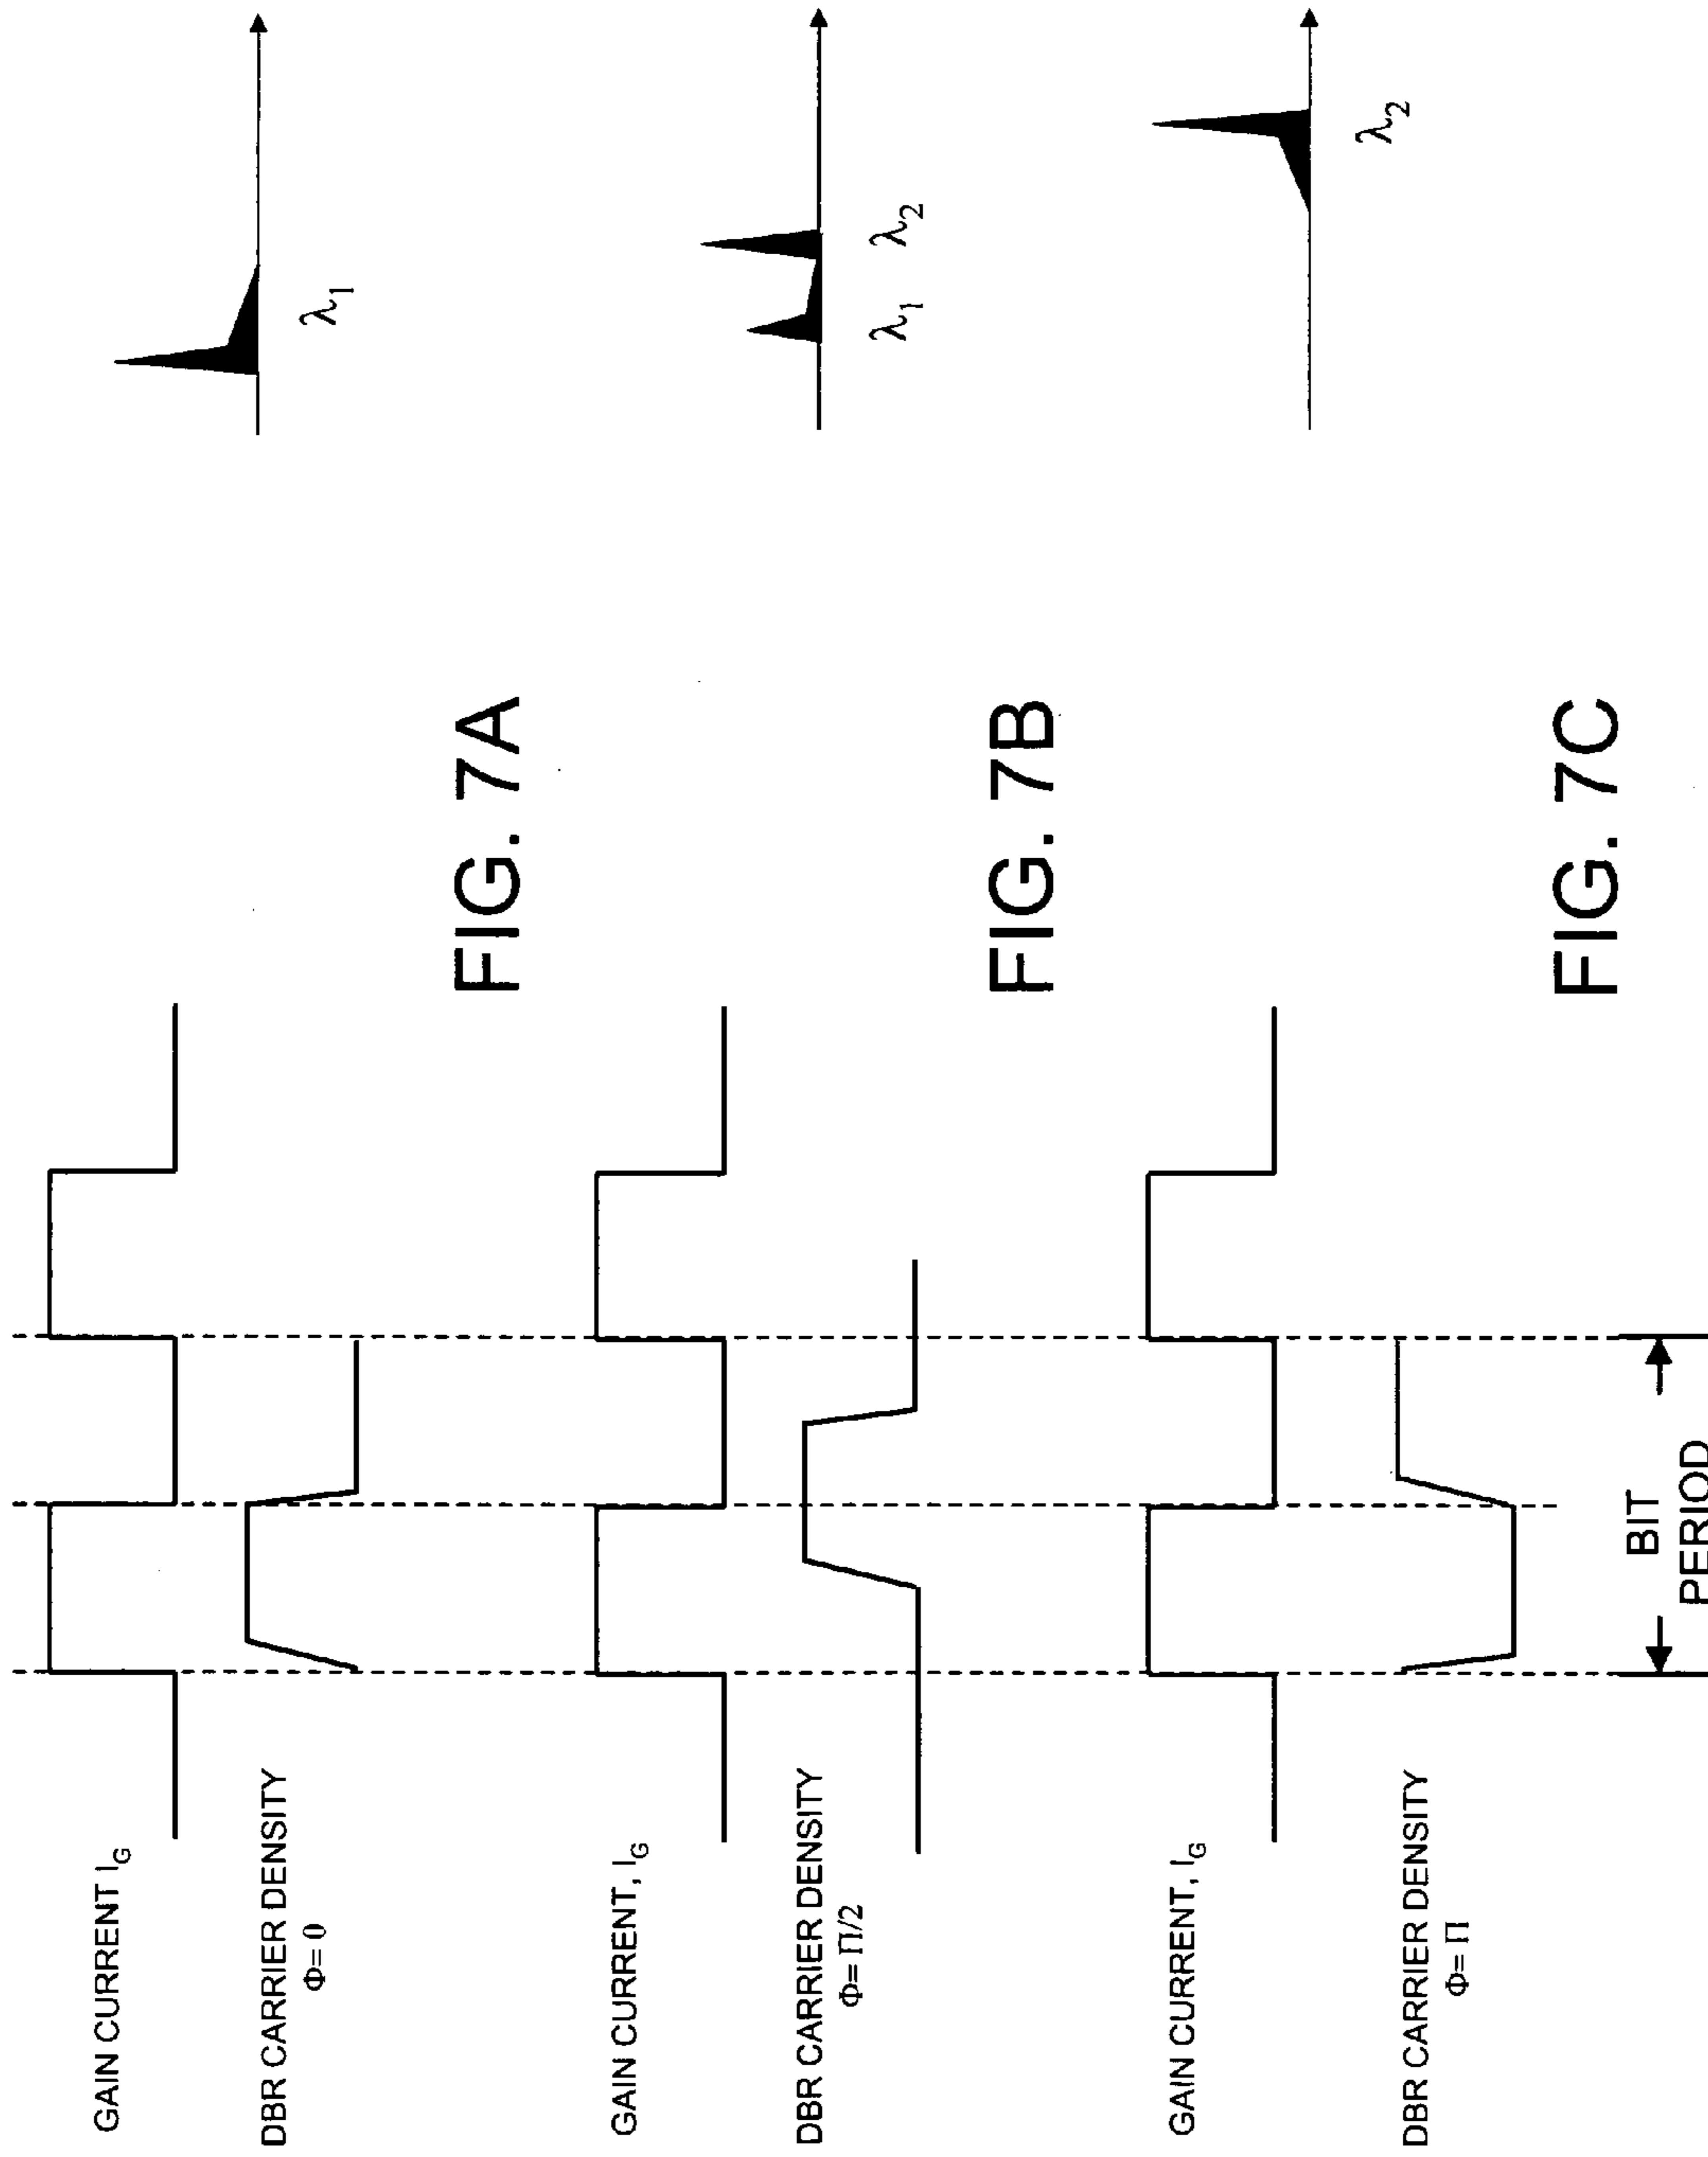 GAIN CURRENT I_G
DBR CARRIER DENSITY
Φ= 0
λ1
FIG. 7A
GAIN CURRENT, I_G
DBR CARRIER DENSITY
Φ= Π/2
λ1
λ2
FIG. 7B
GAIN CURRENT, I_G
DBR CARRIER DENSITY
Φ= Π
λ2
FIG. 7C
BIT
PERIOD